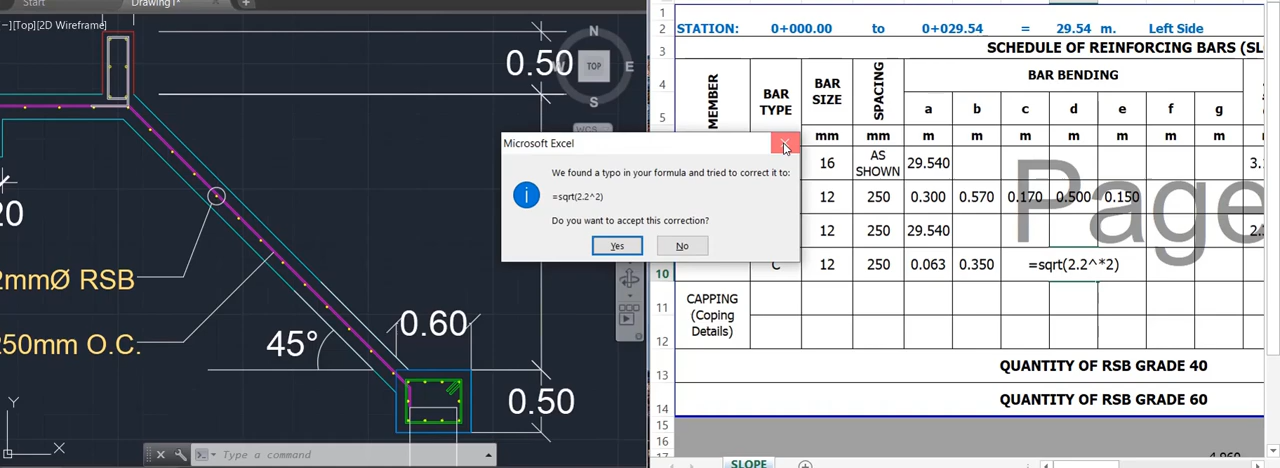 Start
Drawing1*
+
−][Top][2D Wireframe]
0.50
N
W
TOP
E
S
WCS
20
2mmØ RSB
250mm O.C.
45°
0.60
0.50
Y
X
Type a command
Microsoft Excel
We found a typo in your formula and tried to correct it to:
=sqrt(2.2^2)
Do you want to accept this correction?
Yes
No
1
2 STATION: 0+000.00 to 0+029.54 = 29.54 m. Left Side
3 SCHEDULE OF REINFORCING BARS (SL
4 MEMBER BAR TYPE BAR SIZE SPACING BAR BENDING
5 a b c d e f g
mm mm m m m m m m m
16 AS SHOWN 29.540 3.
12 250 0.300 0.570 0.170 0.500 0.150
12 250 29.540 2.
10 C 12 250 0.063 0.350 =sqrt(2.2^*2)
Page
11 CAPPING
(Coping
Details)
12
13 QUANTITY OF RSB GRADE 40
14 QUANTITY OF RSB GRADE 60
15
17 4.960
SLOPE